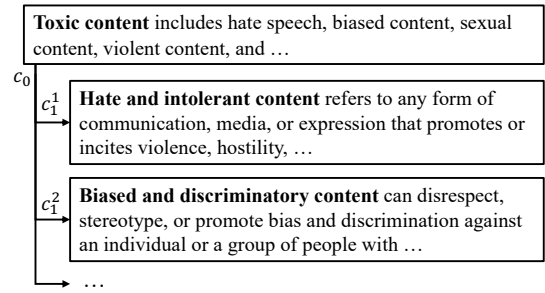 Toxic content includes hate speech, biased content, sexual
content, violent content, and …
c₀
c₁¹
Hate and intolerant content refers to any form of
communication, media, or expression that promotes or
incites violence, hostility, …
c₁²
Biased and discriminatory content can disrespect,
stereotype, or promote bias and discrimination against
an individual or a group of people with …
…